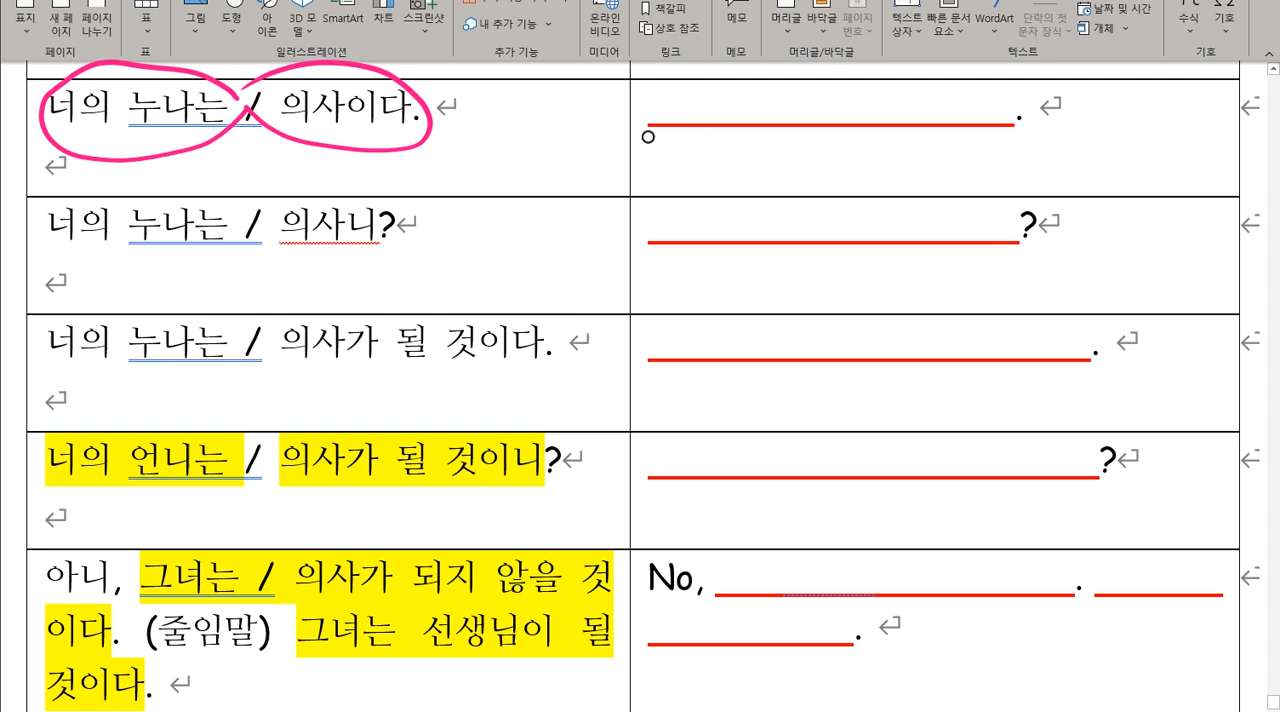 표지 새 페 페이지 표 그림 도형 아 3D 모 SmartArt 차트 스크린샷 내 추가 기능 온라인 책갈피 메모 머리글 바닥글 페이지 텍스트 빠른 문서 WordArt 단락의 첫 날짜 및 시간 수식 기호
이지 나누기 이콘 델 비디오 상호 참조 번호 상자 요소 문자 장식 개체
페이지 표 일러스트레이션 추가 기능 미디어 링크 메모 머리글/바닥글 텍스트 기호
너의 누나는 / 의사이다. .
너의 누나는 / 의사니? ?
너의 누나는 / 의사가 될 것이다. .
너의 언니는 / 의사가 될 것이니? ?
아니, 그녀는 / 의사가 되지 않을 것 No, .
이다. (줄임말) 그녀는 선생님이 될 .
것이다.